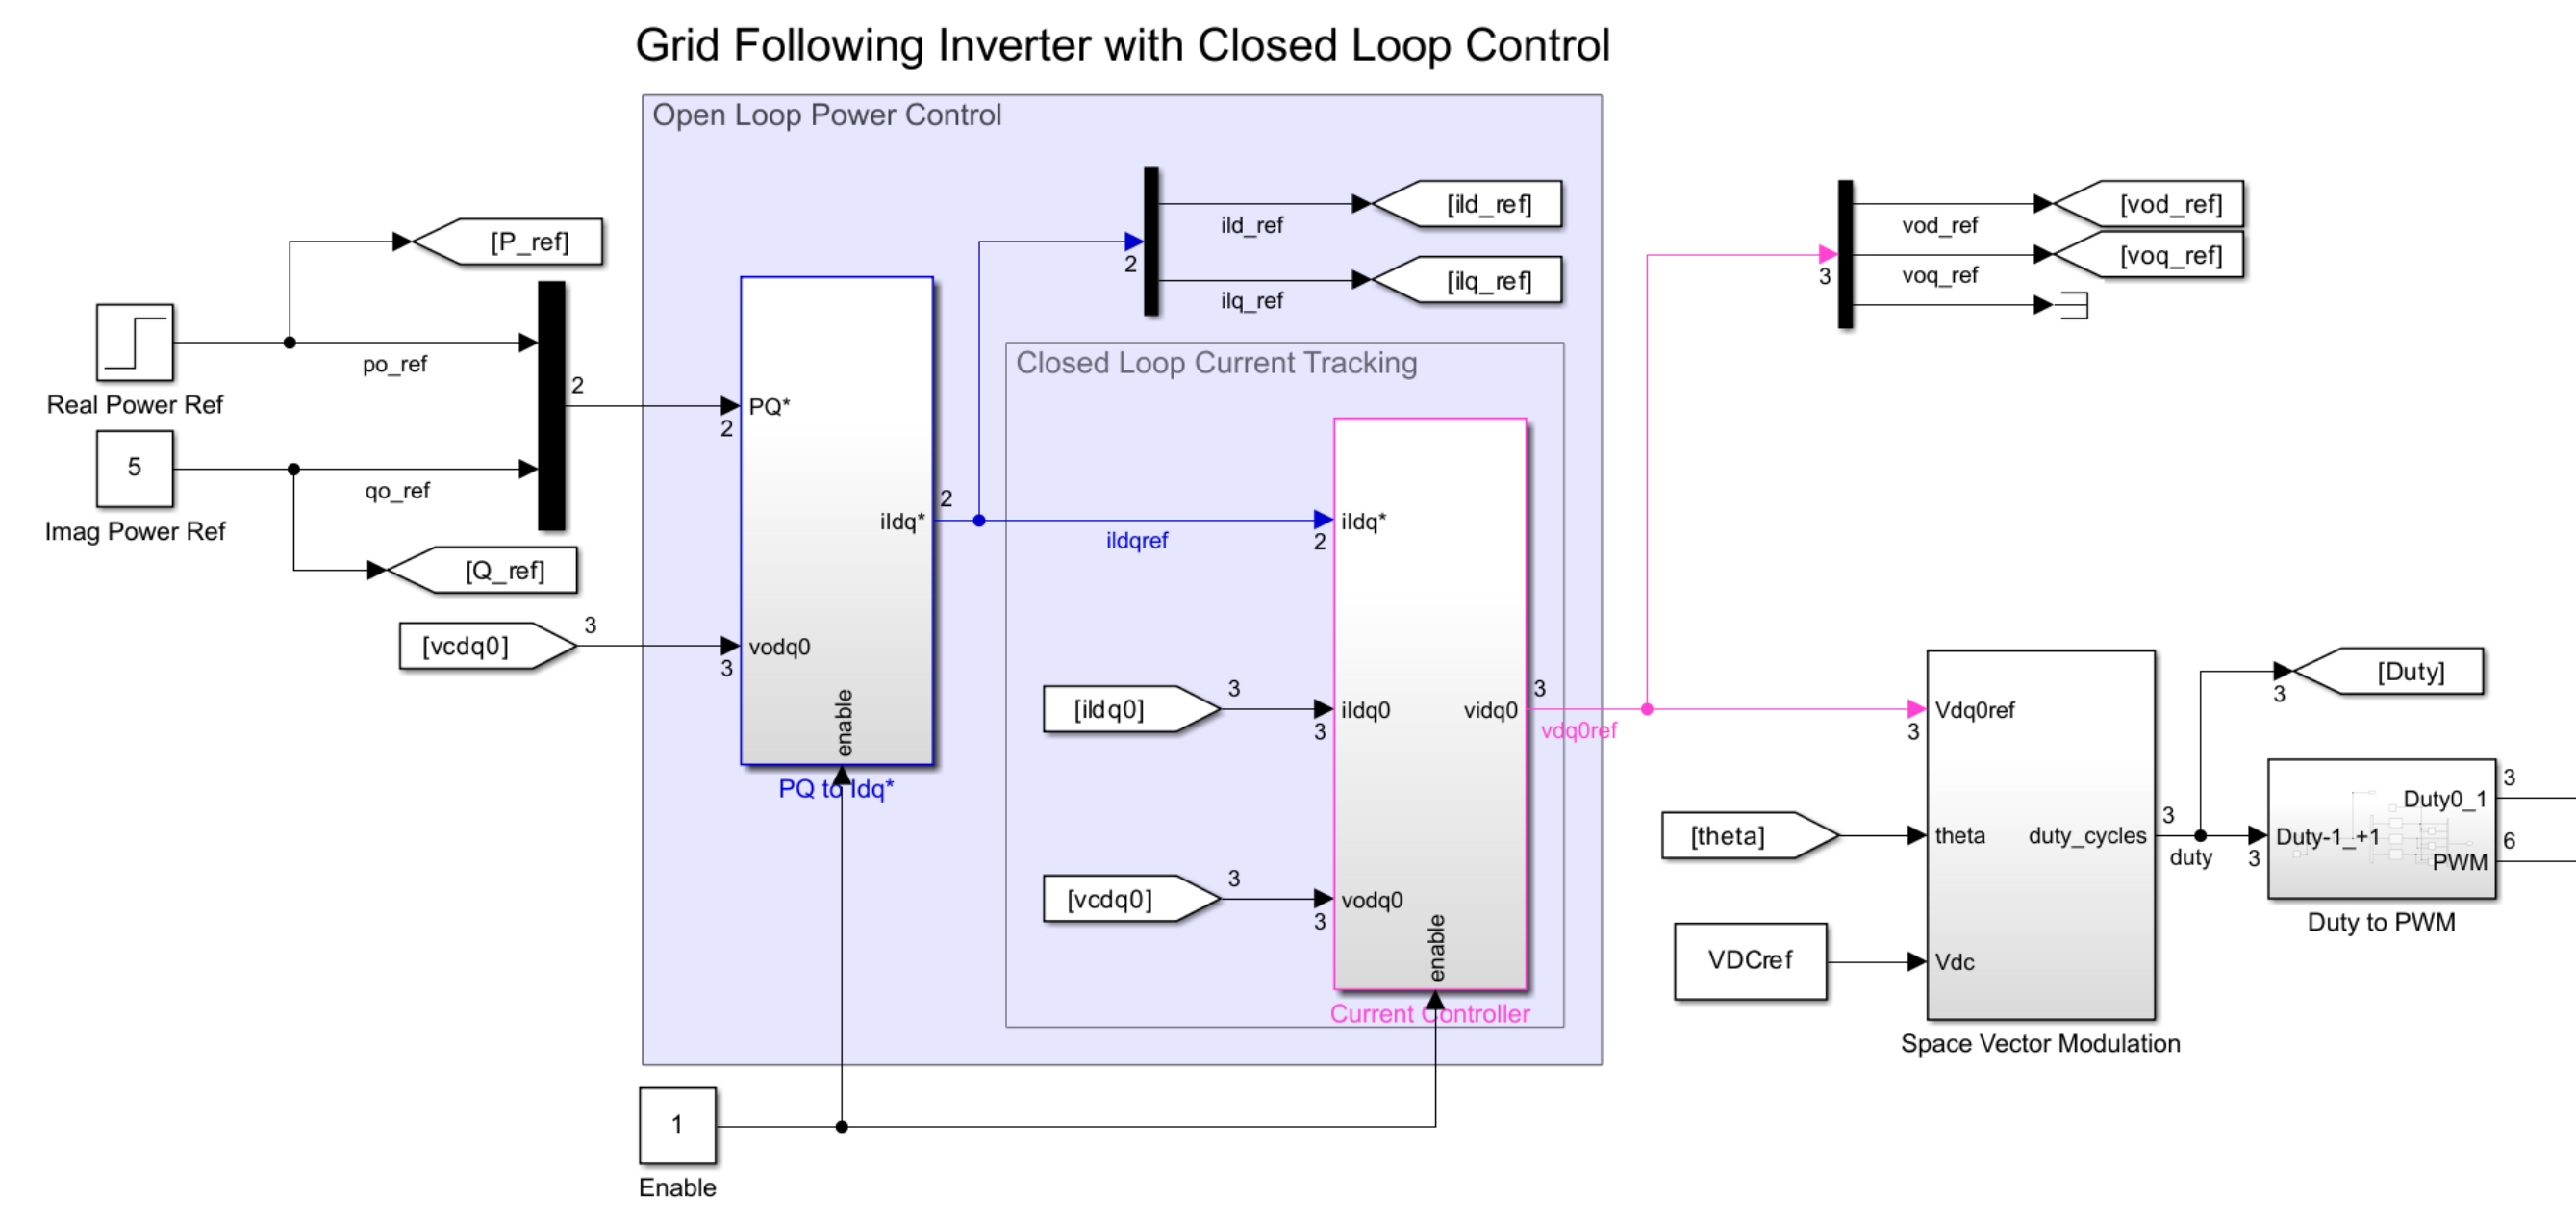 Grid Following Inverter with Closed Loop Control
Open Loop Power Control
[P_ref]
po_ref
Real Power Ref
5
qo_ref
Imag Power Ref
[Q_ref]
2
[vcdq0]
3
PQ*
2
vodq0
3
ildq*
enable
PQ to Idq*
2
ildqref
2
ild_ref
[ild_ref]
ilq_ref
[ilq_ref]
Closed Loop Current Tracking
ildq*
2
[ildq0]
3
ildq0
3
[vcdq0]
3
vodq0
3
vidq0
enable
Current Controller
3
vdq0ref
1
Enable
3
vod_ref
[vod_ref]
voq_ref
[voq_ref]
Vdq0ref
3
[theta]
theta
VDCref
Vdc
duty_cycles
Space Vector Modulation
3
duty
[Duty]
3
Duty-1_+1
3
Duty0_1
3
PWM
6
Duty to PWM